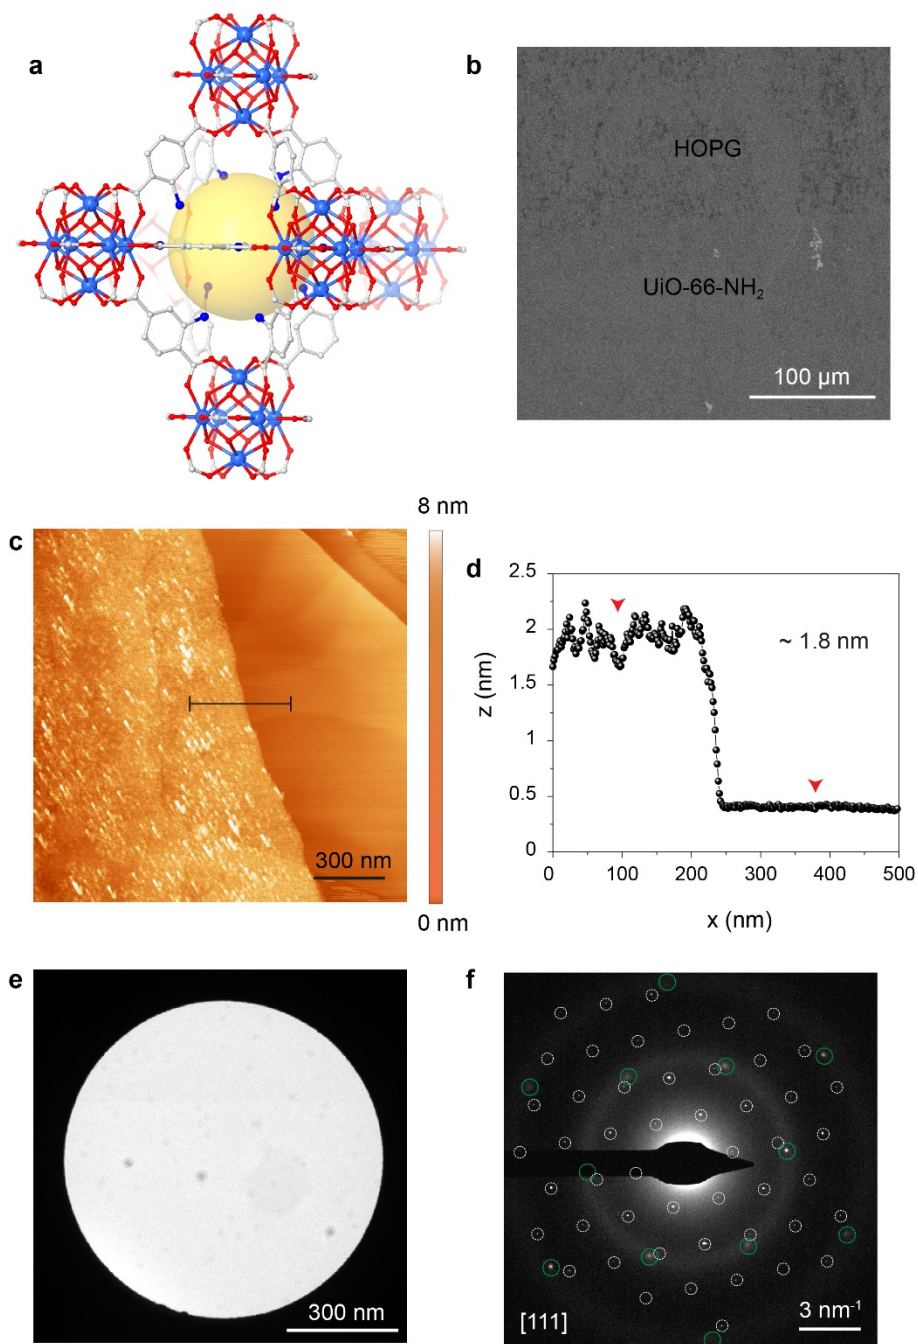 a
b
HOPG
UiO-66-NH₂
100 µm
c
8 nm
300 nm
0 nm
d
2.5
2
1.5
1
0.5
0
z (nm)
~ 1.8 nm
0 100 200 300 400 500
x (nm)
e
300 nm
f
[111]
3 nm⁻¹